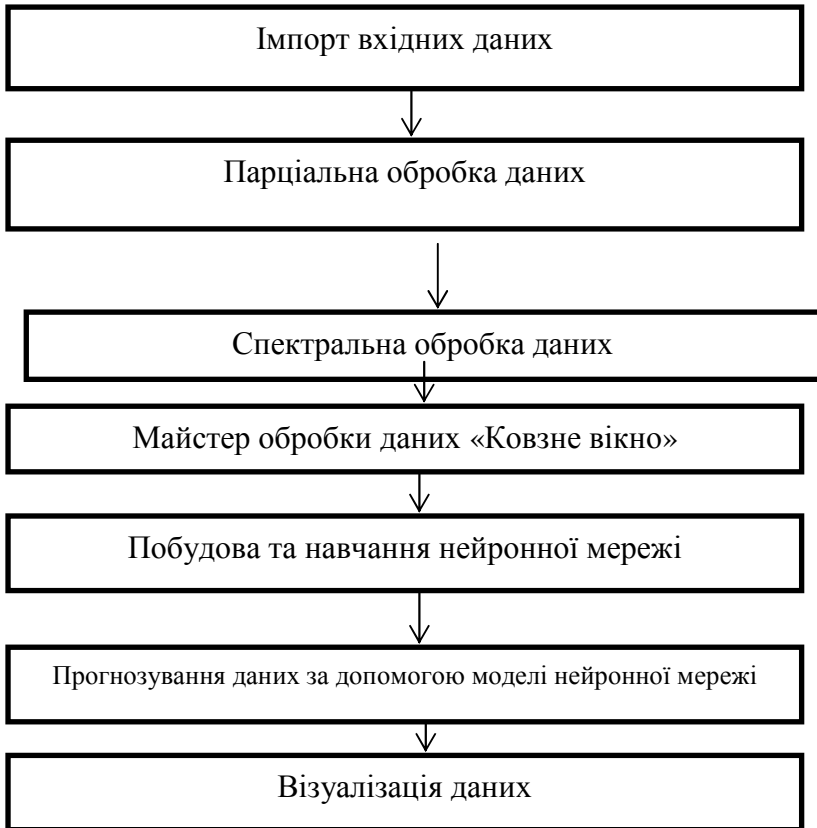 Імпорт вхідних даних
Парціальна обробка даних
Спектральна обробка даних
Майстер обробки даних «Ковзне вікно»
Побудова та навчання нейронної мережі
Прогнозування даних за допомогою моделі нейронної мережі
Візуалізація даних